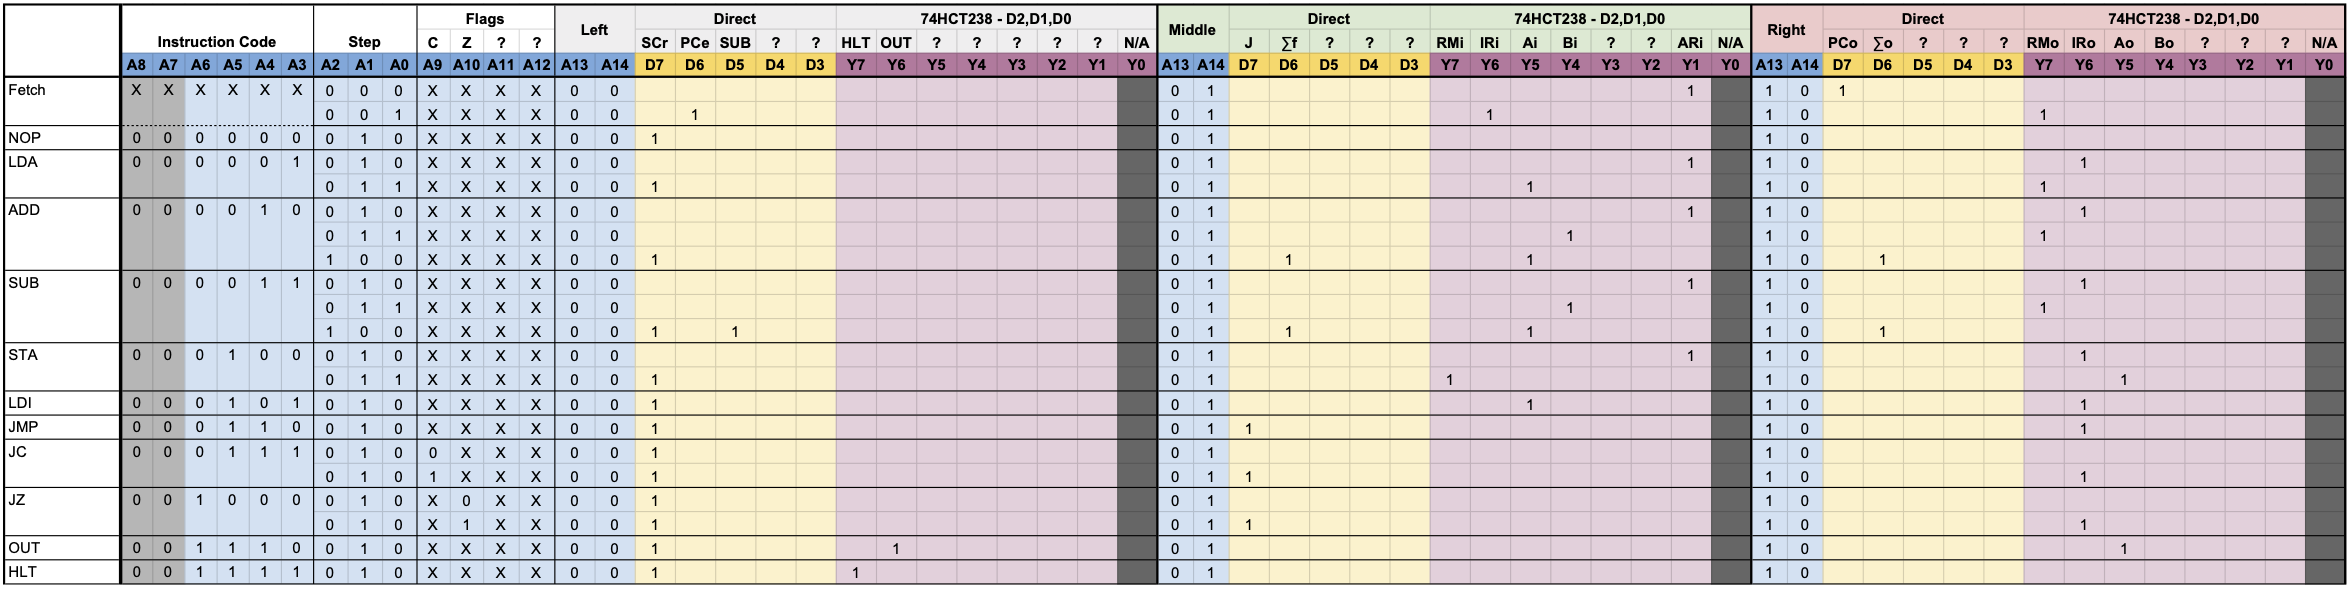 Flags Direct 74HCT238 - D2,D1,D0 Direct 74HCT238 - D2,D1,D0 Direct 74HCT238 - D2,D1,D0
Instruction Code Step C Z ? ? Left SCr PCe SUB ? ? HLT OUT ? ? ? ? ? N/A Middle J ∑f ? ? ? RMi IRi Ai Bi ? ? ARi N/A Right PCo ∑o ? ? ? RMo IRo Ao Bo ? ? ? N/A
A8 A7 A6 A5 A4 A3 A2 A1 A0 A9 A10 A11 A12 A13 A14 D7 D6 D5 D4 D3 Y7 Y6 Y5 Y4 Y3 Y2 Y1 Y0 A13 A14 D7 D6 D5 D4 D3 Y7 Y6 Y5 Y4 Y3 Y2 Y1 Y0 A13 A14 D7 D6 D5 D4 D3 Y7 Y6 Y5 Y4 Y3 Y2 Y1 Y0
Fetch X X X X X X 0 0 0 X X X X 0 0 0 1 1 1 0 1
0 0 1 X X X X 0 0 1 0 1 1 1 0 1
NOP 0 0 0 0 0 0 0 1 0 X X X X 0 0 1 0 1 1 0
LDA 0 0 0 0 0 1 0 1 0 X X X X 0 0 0 1 1 1 0 1
0 1 1 X X X X 0 0 1 0 1 1 1 0 1
ADD 0 0 0 0 1 0 0 1 0 X X X X 0 0 0 1 1 1 0 1
0 1 1 X X X X 0 0 0 1 1 1 0 1
1 0 0 X X X X 0 0 1 0 1 1 1 1 0 1
SUB 0 0 0 0 1 1 0 1 0 X X X X 0 0 0 1 1 1 0 1
0 1 1 X X X X 0 0 0 1 1 1 0 1
1 0 0 X X X X 0 0 1 1 0 1 1 1 1 0 1
STA 0 0 0 1 0 0 0 1 0 X X X X 0 0 0 1 1 1 0 1
0 1 1 X X X X 0 0 1 0 1 1 1 0 1
LDI 0 0 0 1 0 1 0 1 0 X X X X 0 0 1 0 1 1 1 0 1
JMP 0 0 0 1 1 0 0 1 0 X X X X 0 0 1 0 1 1 1 0 1
JC 0 0 0 1 1 1 0 1 0 0 X X X 0 0 1 0 1 1 0
0 1 0 1 X X X 0 0 1 0 1 1 1 0 1
JZ 0 0 1 0 0 0 0 1 0 X 0 X X 0 0 1 0 1 1 0
0 1 0 X 1 X X 0 0 1 0 1 1 1 0 1
OUT 0 0 1 1 1 0 0 1 0 X X X X 0 0 1 1 0 1 1 0 1
HLT 0 0 1 1 1 1 0 1 0 X X X X 0 0 1 1 0 1 1 0